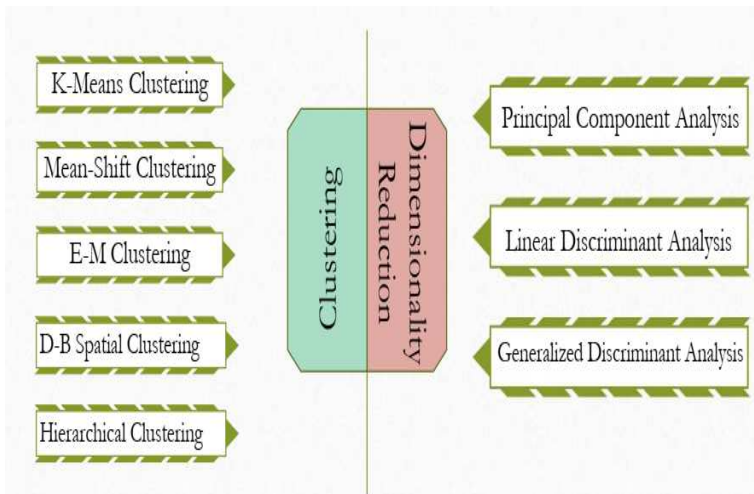 K-Means Clustering
Mean-Shift Clustering
E-M Clustering
D-B Spatial Clustering
Hierarchical Clustering
Clustering
Dimensionality
Reduction
Principal Component Analysis
Linear Discriminant Analysis
Generalized Discriminant Analysis